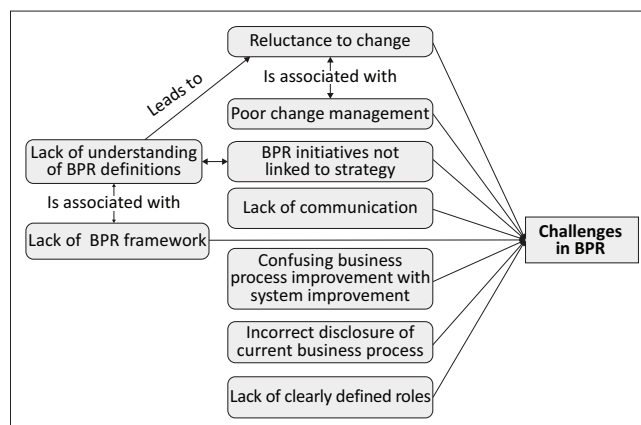 Reluctance to change
Is associated with
Leads to
Poor change management
Lack of understanding
of BPR definitions
BPR initiatives not
linked to strategy
Is associated with
Lack of communication
Lack of BPR framework
Challenges
in BPR
Confusing business
process improvement with
system improvement
Incorrect disclosure of
current business process
Lack of clearly defined roles